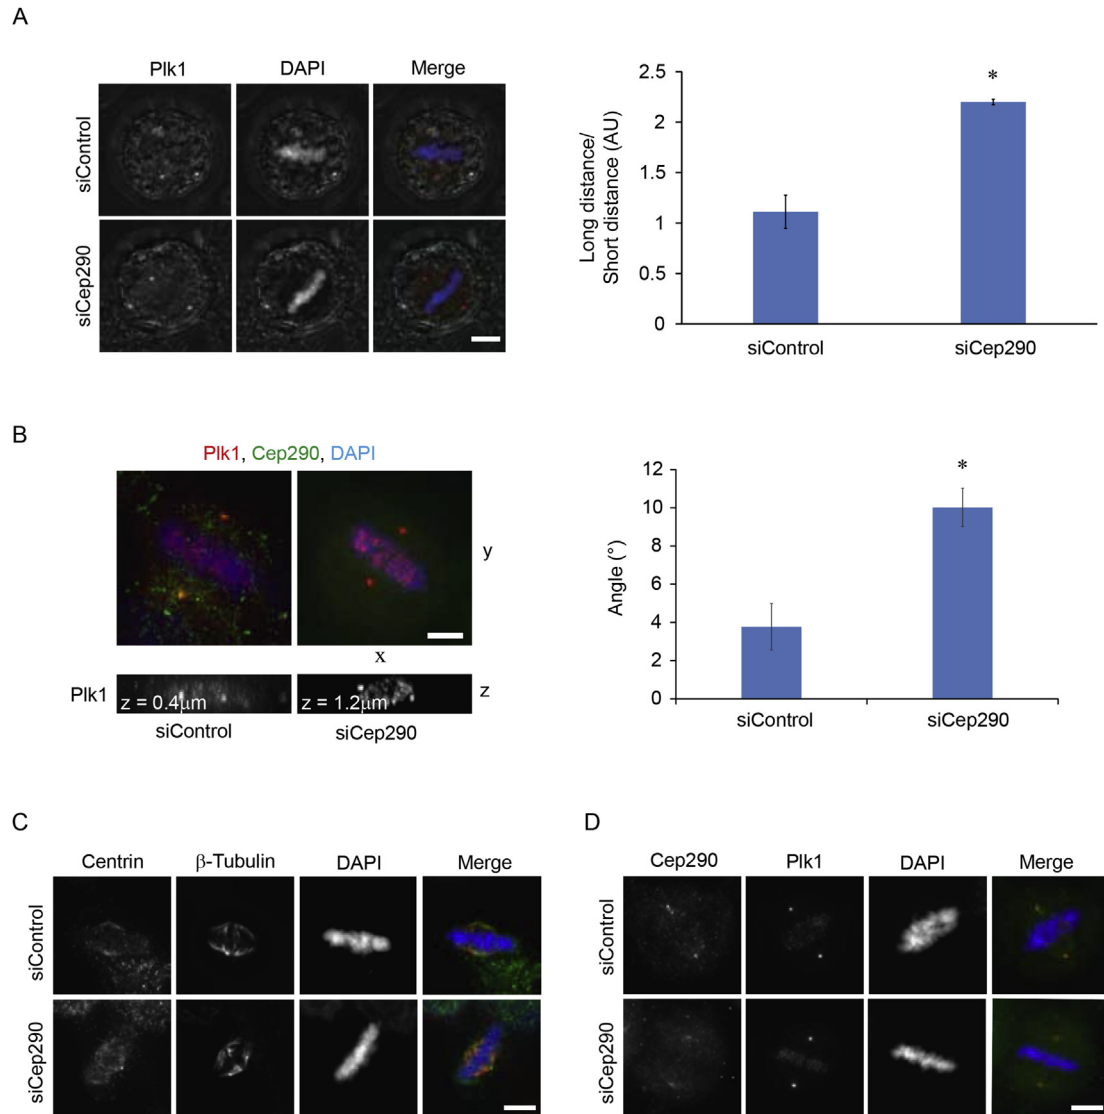 A
Plk1 DAPI Merge
siControl
siCep290
Long distance/
Short distance (AU)
2.5
2
1.5
1
0.5
0
*
siControl siCep290
B
Plk1, Cep290, DAPI
y
x
Plk1
z = 0.4μm
z = 1.2μm
z
siControl siCep290
Angle (°)
12
10
8
6
4
2
0
*
siControl siCep290
C
Centrin β-Tubulin DAPI Merge
siControl
siCep290
D
Cep290 Plk1 DAPI Merge
siControl
siCep290